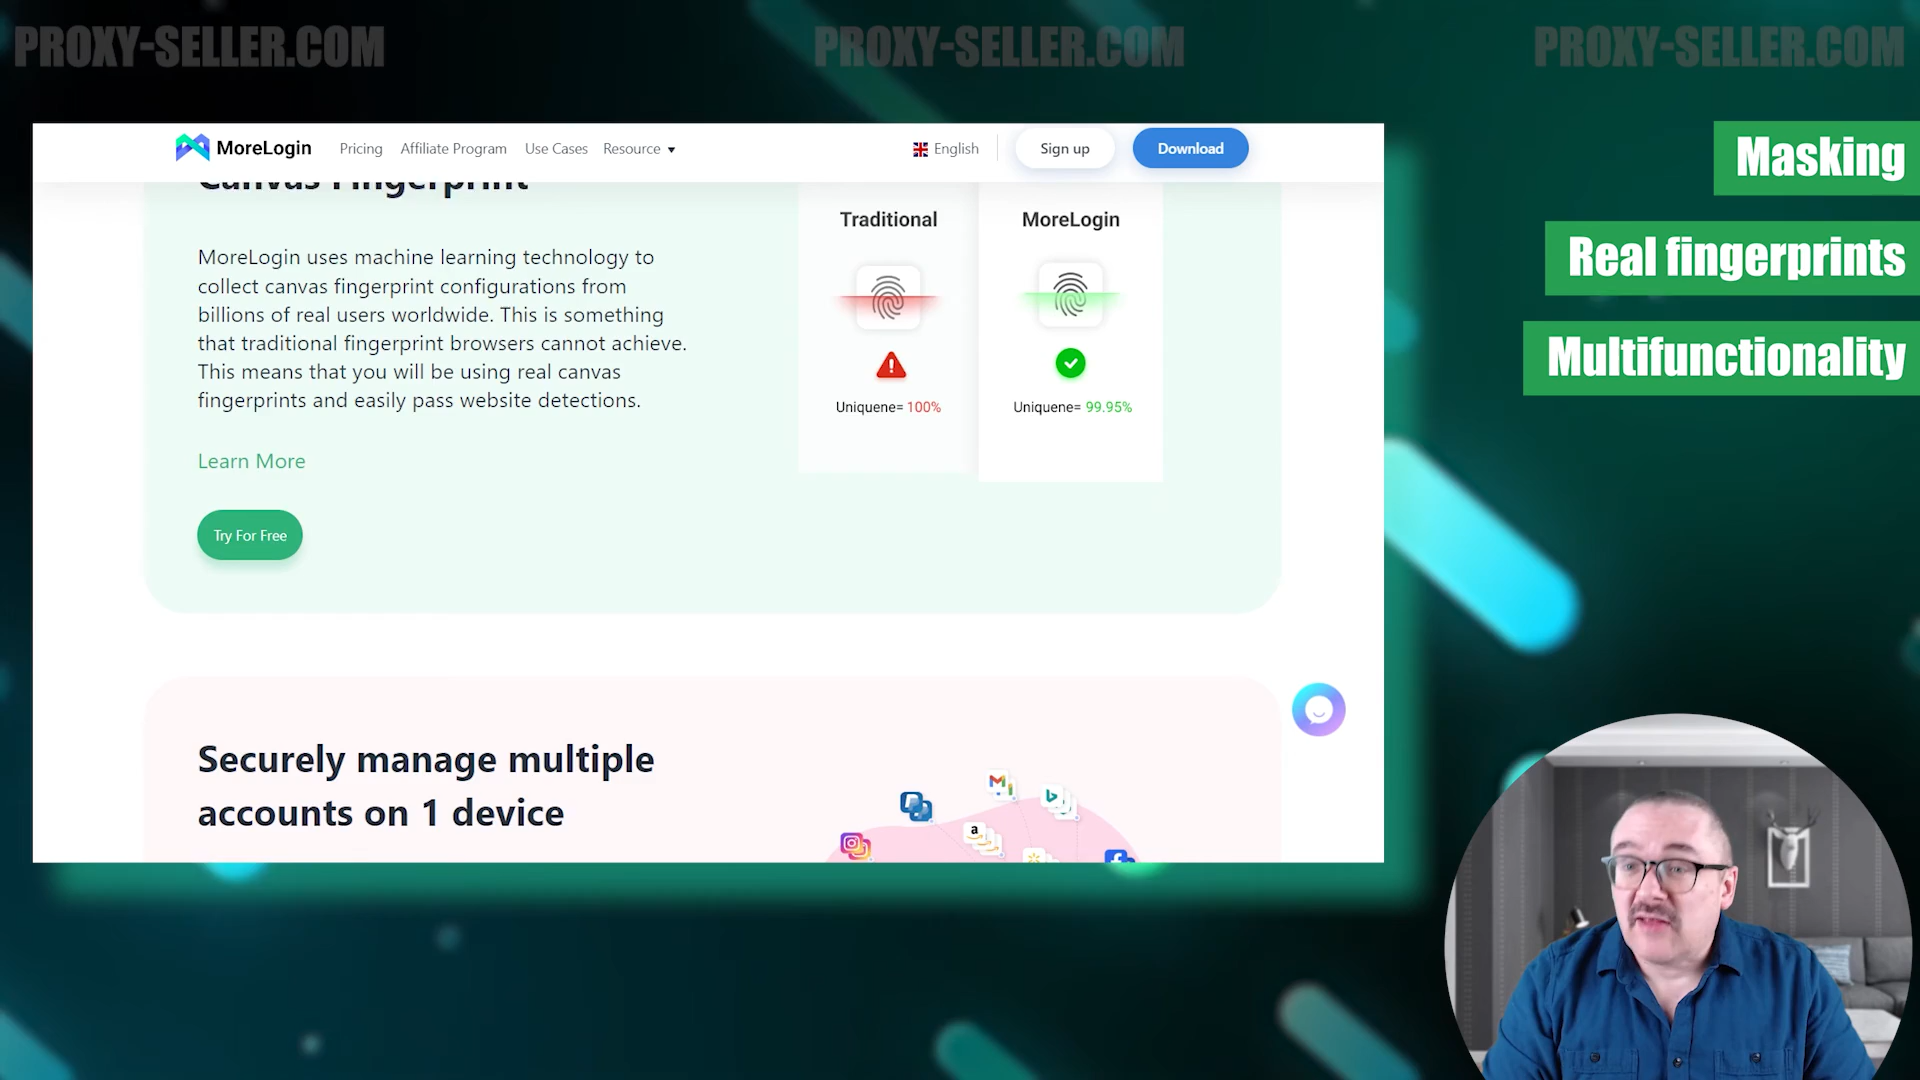 PROXY-SELLER.COM PROXY-SELLER.COM PROXY-SELLER.COM
MoreLogin Pricing Affiliate Program Use Cases Resource English Sign up Download
Canvas Fingerprint
MoreLogin uses machine learning technology to
collect canvas fingerprint configurations from
billions of real users worldwide. This is something
that traditional fingerprint browsers cannot achieve.
This means that you will be using real canvas
fingerprints and easily pass website detections.
Learn More
Try For Free
Traditional
Uniquene= 100%
MoreLogin
Uniquene= 99.95%
Securely manage multiple
accounts on 1 device
Masking
Real fingerprints
Multifunctionality